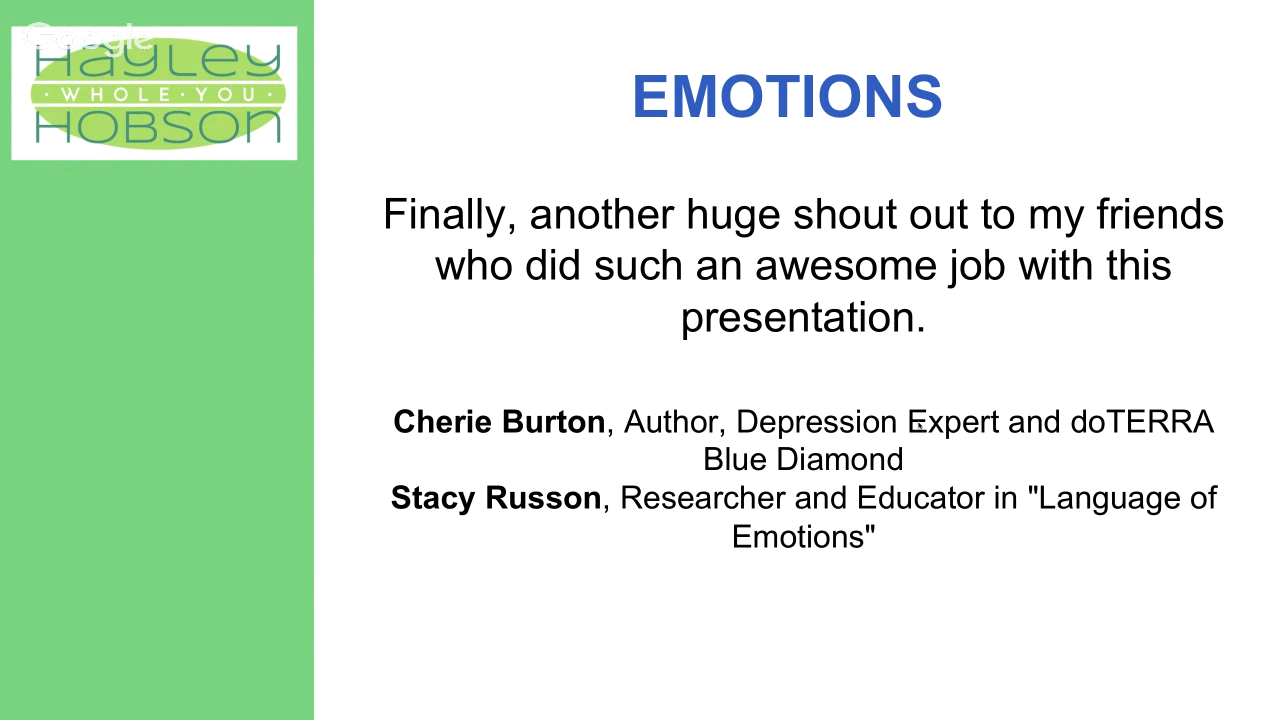 Google
HayLey
·WHOLE·YOU·
HOBSON
EMOTIONS
Finally, another huge shout out to my friends
who did such an awesome job with this
presentation.
Cherie Burton, Author, Depression Expert and doTERRA
Blue Diamond
Stacy Russon, Researcher and Educator in "Language of
Emotions"